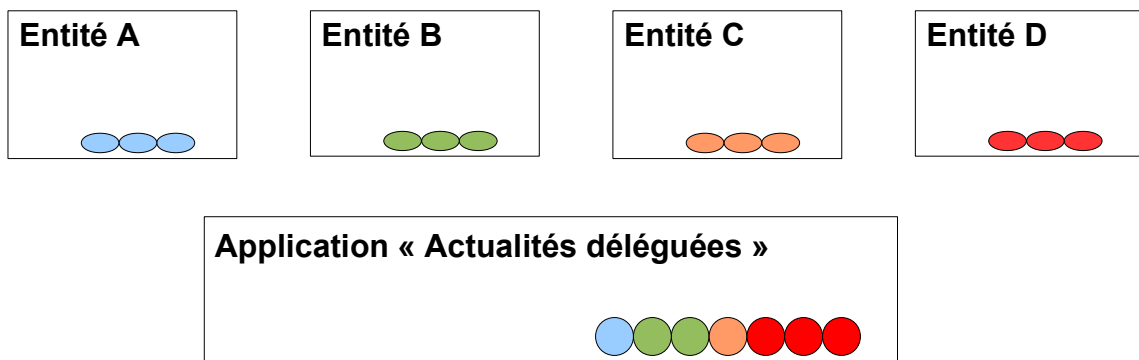 Entité A
Entité B
Entité C
Entité D
Application « Actualités déléguées »